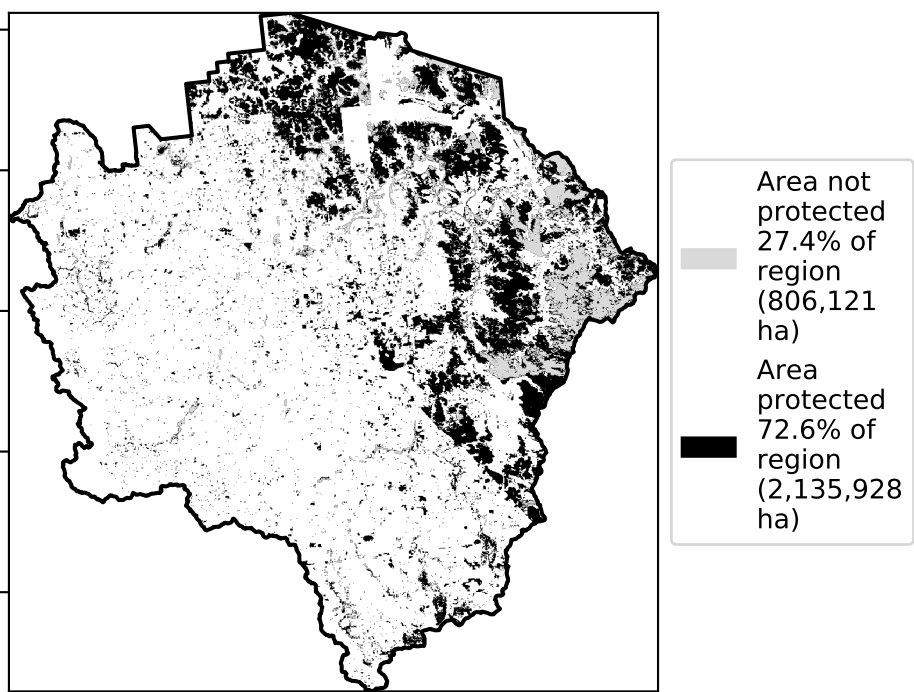 Area not
protected
27.4% of
region
(806,121
ha)
Area
protected
72.6% of
region
(2,135,928
ha)